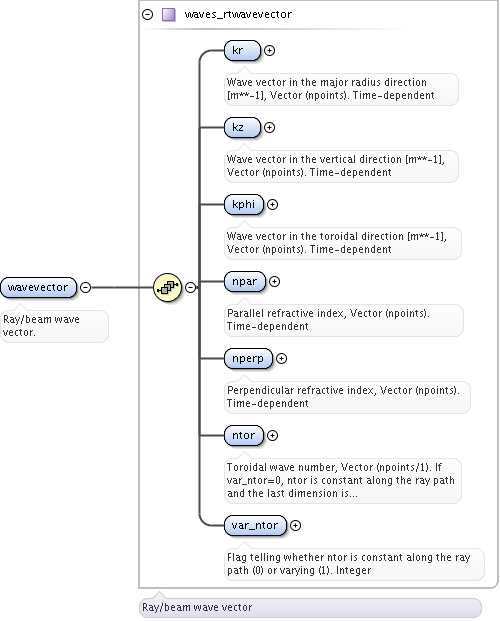 waves_rtwavevector
kr
Wave vector in the major radius direction
[m**-1], Vector (npoints). Time-dependent
kz
Wave vector in the vertical direction [m**-1],
Vector (npoints). Time-dependent
kphi
Wave vector in the toroidal direction [m**-1],
Vector (npoints). Time-dependent
wavevector
Ray/beam wave
vector.
npar
Parallel refractive index, Vector (npoints).
Time-dependent
nperp
Perpendicular refractive index, Vector (npoints).
Time-dependent
ntor
Toroidal wave number, Vector (npoints/1). If
var_ntor=0, ntor is constant along the ray path
and the last dimension is...
var_ntor
Flag telling whether ntor is constant along the ray
path (0) or varying (1). Integer
Ray/beam wave vector